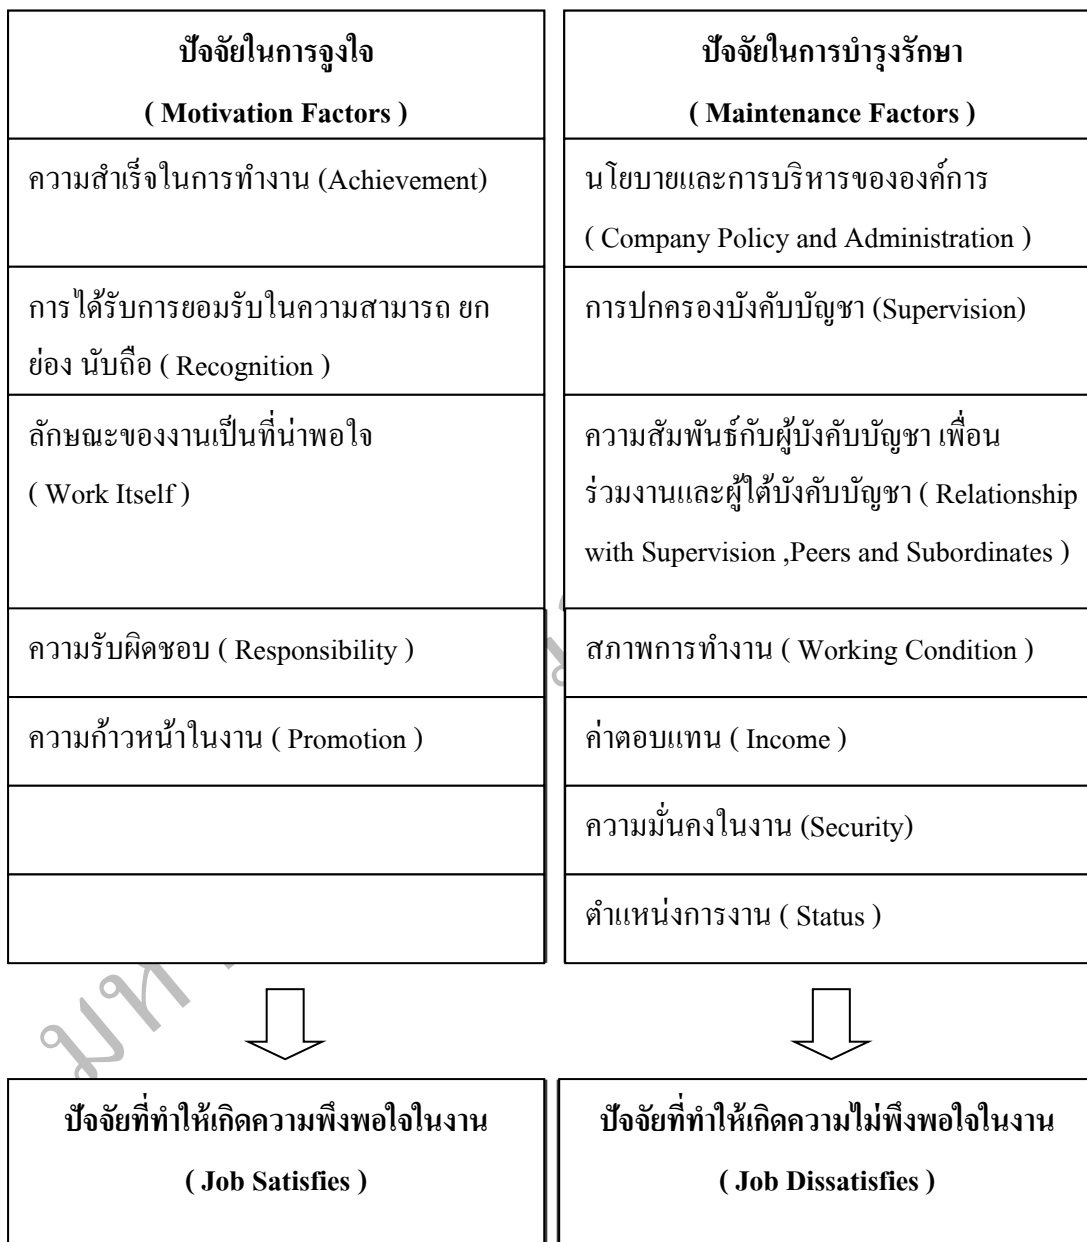 ปัจจัยในการจูงใจ
( Motivation Factors )
ความสำเร็จในการทำงาน (Achievement)
การได้รับการยอมรับในความสามารถ ยก
ย่อง นับถือ ( Recognition )
ลักษณะของงานเป็นที่น่าพอใจ
( Work Itself )
ความรับผิดชอบ ( Responsibility )
ความก้าวหน้าในงาน ( Promotion )
ปัจจัยในการบำรุงรักษา
( Maintenance Factors )
นโยบายและการบริหารขององค์การ
( Company Policy and Administration )
การปกครองบังคับบัญชา (Supervision)
ความสัมพันธ์กับผู้บังคับบัญชา เพื่อน
ร่วมงานและผู้ใต้บังคับบัญชา ( Relationship
with Supervision ,Peers and Subordinates )
สภาพการทำงาน ( Working Condition )
ค่าตอบแทน ( Income )
ความมั่นคงในงาน (Security)
ตำแหน่งการงาน ( Status )
ปัจจัยที่ทำให้เกิดความพึงพอใจในงาน
( Job Satisfies )
ปัจจัยที่ทำให้เกิดความไม่พึงพอใจในงาน
( Job Dissatisfies )